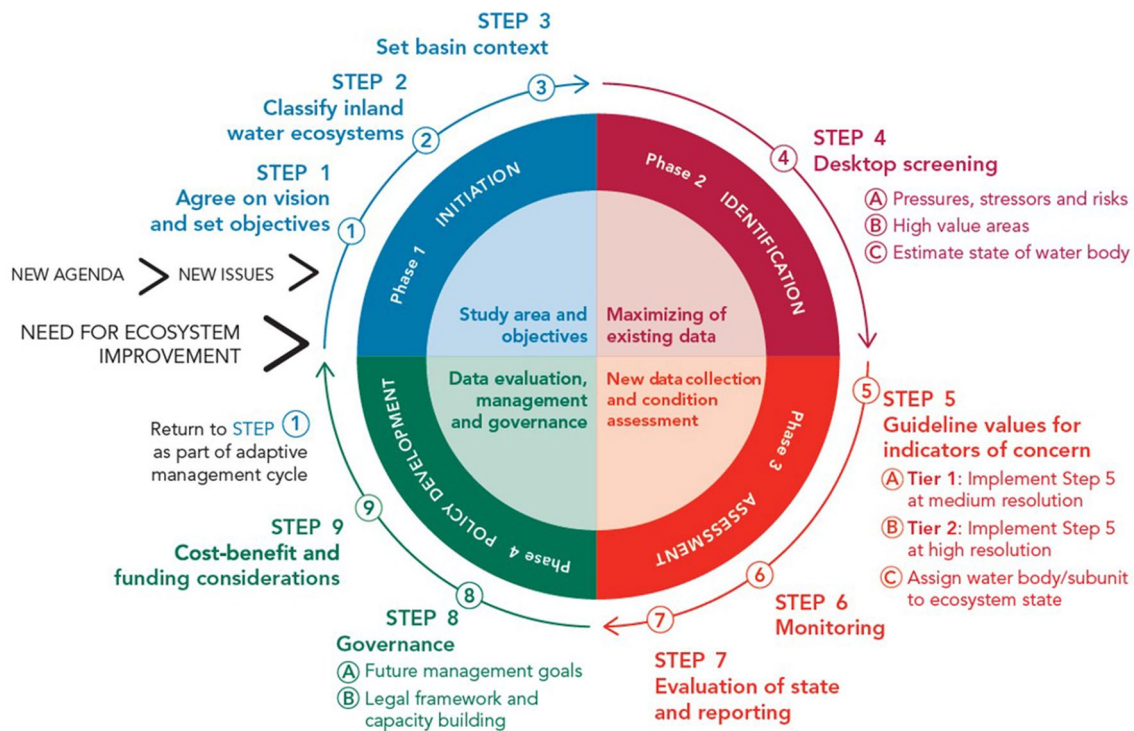 STEP 3
Set basin context
STEP 2
Classify inland
water ecosystems
STEP 1
Agree on vision
and set objectives
3
2
1
NEW AGENDA
NEW ISSUES
NEED FOR ECOSYSTEM
IMPROVEMENT
Phase 1 INITIATION
Study area and
objectives
Phase 2 IDENTIFICATION
Maximizing of
existing data
4
STEP 4
Desktop screening
A Pressures, stressors and risks
B High value areas
C Estimate state of water body
5
STEP 5
Guideline values for
indicators of concern
A Tier 1: Implement Step 5
at medium resolution
B Tier 2: Implement Step 5
at high resolution
C Assign water body/subunit
to ecosystem state
Phase 3 ASSESSMENT
New data collection
and condition
assessment
6
STEP 6
Monitoring
7
STEP 7
Evaluation of state
and reporting
Phase 4 POLICY DEVELOPMENT
Data evaluation,
management
and governance
8
STEP 8
Governance
A Future management goals
B Legal framework and
capacity building
9
STEP 9
Cost-benefit and
funding considerations
Return to STEP 1
as part of adaptive
management cycle